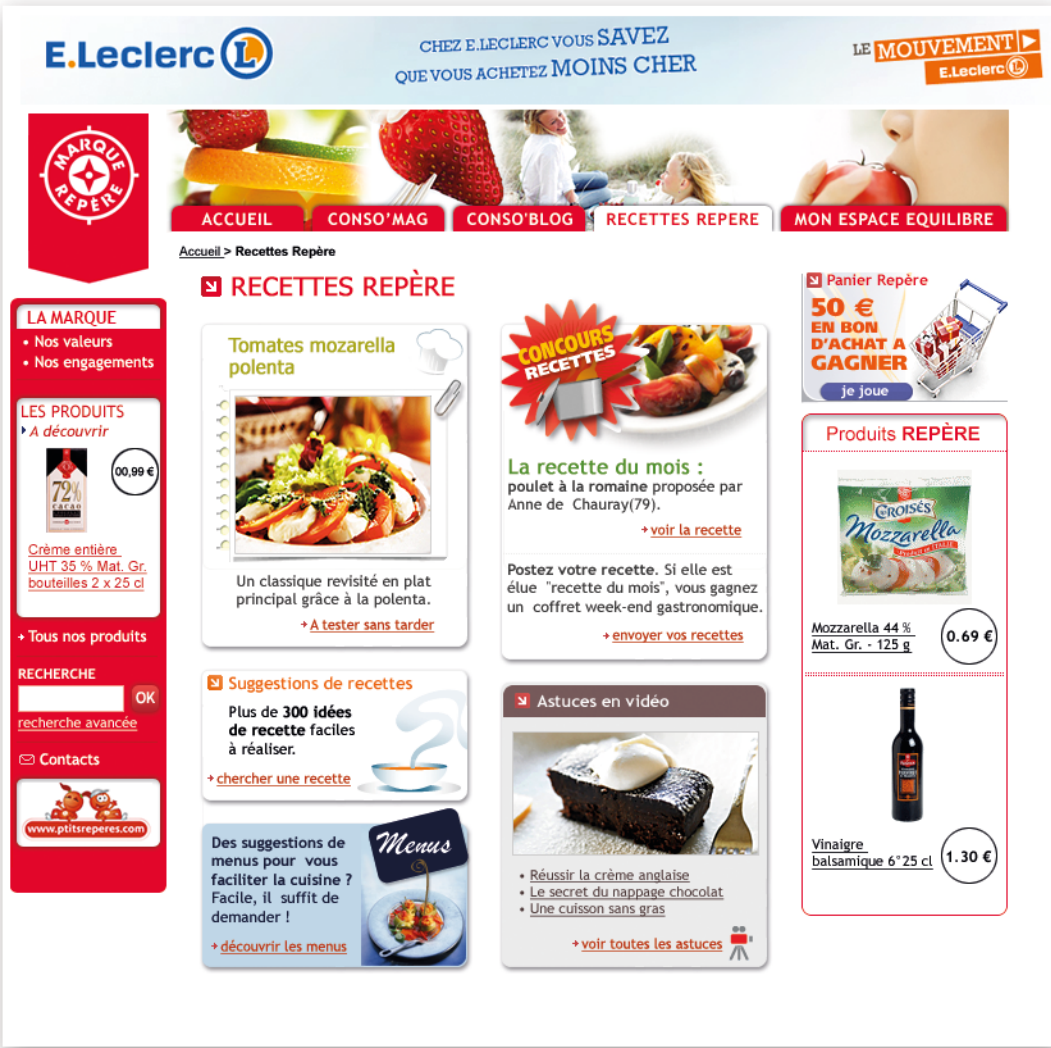 E.Leclerc L
CHEZ E.LECLERC VOUS SAVEZ
QUE VOUS ACHETEZ MOINS CHER
LE MOUVEMENT
E.Leclerc L
MARQUE
REPÈRE
ACCUEIL
CONSO'MAG
CONSO'BLOG
RECETTES REPERE
MON ESPACE EQUILIBRE
Accueil > Recettes Repère
LA MARQUE
• Nos valeurs
• Nos engagements
LES PRODUITS
A découvrir
00,99 €
72%
cacao
Crème entière
UHT 35 % Mat. Gr.
bouteilles 2 x 25 cl
Tous nos produits
RECHERCHE
OK
recherche avancée
Contacts
www.ptitsreperes.com
RECETTES REPÈRE
Tomates mozarella
polenta
Un classique revisité en plat
principal grâce à la polenta.
A tester sans tarder
CONCOURS
RECETTES
La recette du mois :
poulet à la romaine proposée par
Anne de Chauray(79).
voir la recette
Postez votre recette. Si elle est
élue "recette du mois", vous gagnez
un coffret week-end gastronomique.
envoyer vos recettes
Suggestions de recettes
Plus de 300 idées
de recette faciles
à réaliser.
chercher une recette
Des suggestions de
menus pour vous
faciliter la cuisine ?
Facile, il suffit de
demander !
découvrir les menus
Menus
Astuces en vidéo
• Réussir la crème anglaise
• Le secret du nappage chocolat
• Une cuisson sans gras
voir toutes les astuces
Panier Repère
50 €
EN BON
D'ACHAT A
GAGNER
je joue
Produits REPÈRE
CROISÉS
Mozzarella
Produit en ITALIE
Mozzarella 44 %
Mat. Gr. - 125 g
0.69 €
Vinaigre
balsamique 6°25 cl
1.30 €